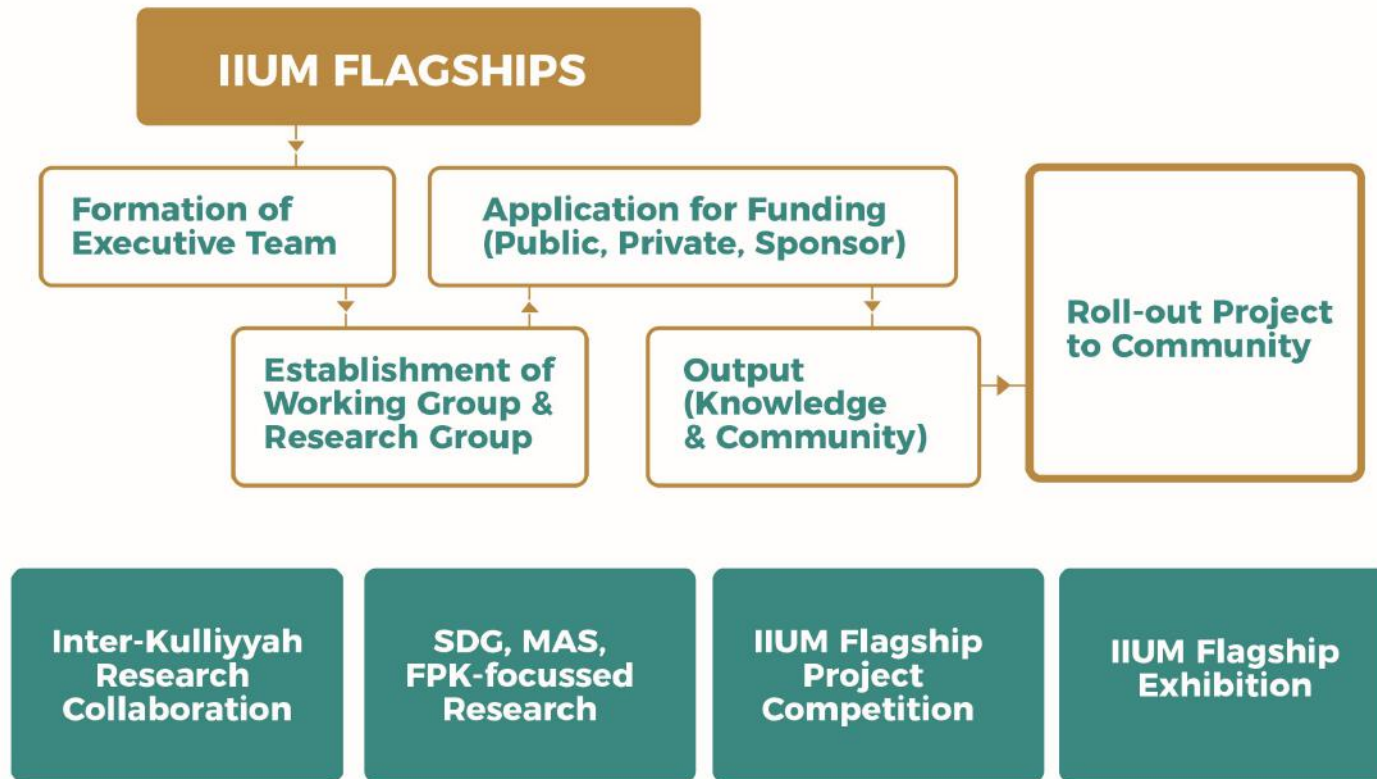 IIUM FLAGSHIPS
Formation of
Executive Team
Application for Funding
(Public, Private, Sponsor)
Establishment of
Working Group &
Research Group
Output
(Knowledge
& Community)
Roll-out Project
to Community
Inter-Kulliyyah
Research
Collaboration
SDG, MAS,
FPK-focussed
Research
IIUM Flagship
Project
Competition
IIUM Flagship
Exhibition